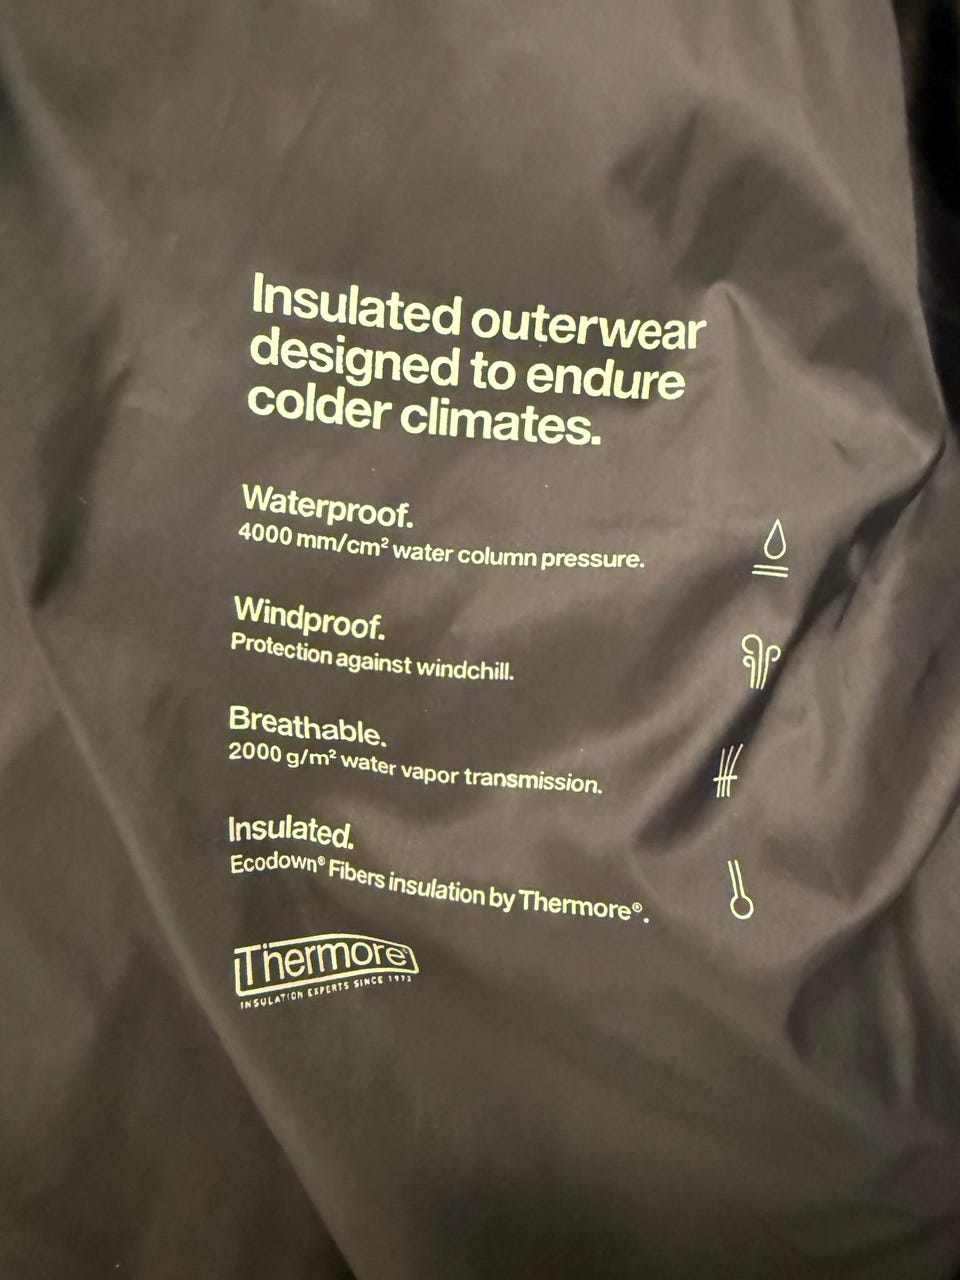 Insulated outerwear
designed to endure
colder climates.
Waterproof.
4000 mm/cm² water column pressure.
Windproof.
Protection against windchill.
Breathable.
2000 g/m² water vapor transmission.
Insulated.
Ecodown® Fibers insulation by Thermore®.
Thermore®
INSULATION EXPERTS SINCE 1972